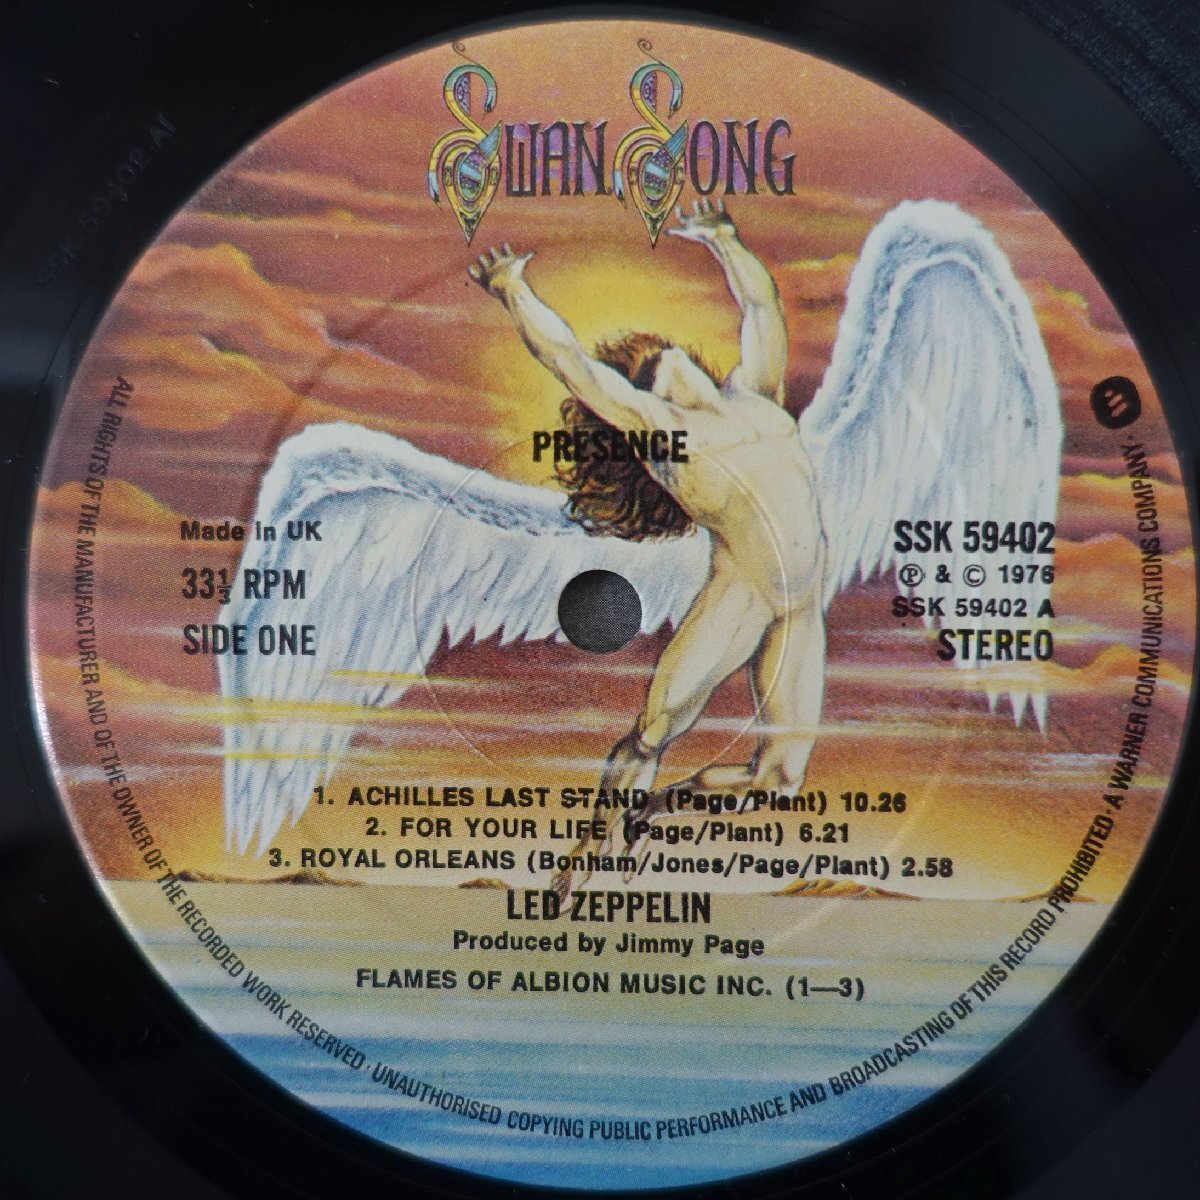 SWAN SONG
PRESENCE
Made in UK
33⅓ RPM
SIDE ONE
SSK 59402
Ⓟ & © 1976
SSK 59402 A
STEREO
1. ACHILLES LAST STAND (Page/Plant) 10.26
2. FOR YOUR LIFE (Page/Plant) 6.21
3. ROYAL ORLEANS (Bonham/Jones/Page/Plant) 2.58
LED ZEPPELIN
Produced by Jimmy Page
FLAMES OF ALBION MUSIC INC. (1—3)
ALL RIGHTS OF THE MANUFACTURER AND OF THE OWNER OF THE RECORDED WORK RESERVED · UNAUTHORISED COPYING PUBLIC PERFORMANCE AND BROADCASTING OF THIS RECORD PROHIBITED · A WARNER COMMUNICATIONS COMPANY ·
SSK 59402 A1